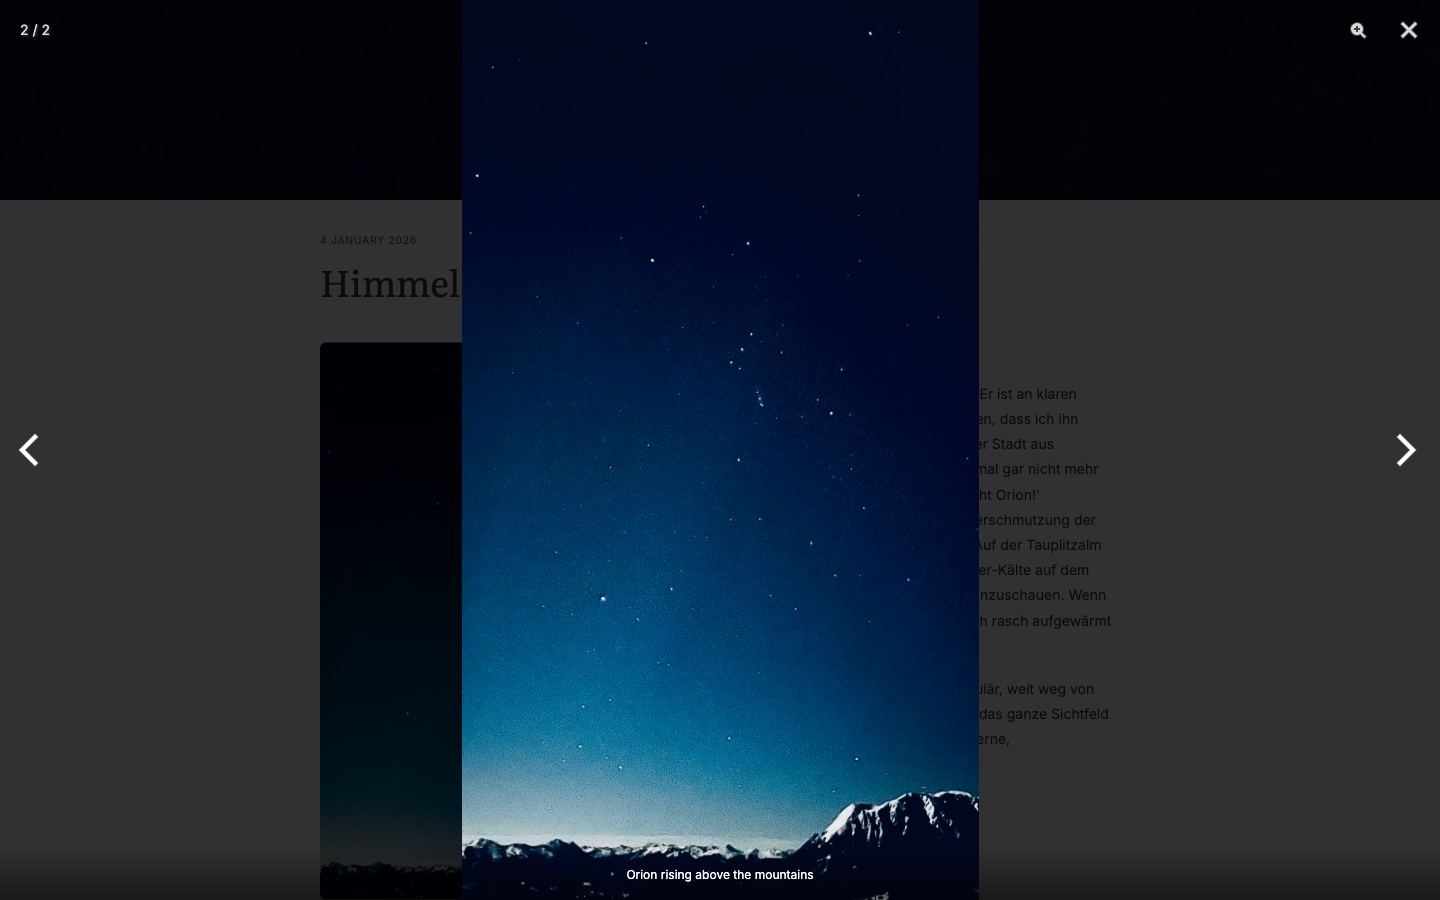 2 / 2
4 JANUARY 2026
Himmel
Er ist an klaren
en, dass ich ihn
er Stadt aus
mal gar nicht mehr
ht Orion!'
erschmutzung der
Auf der Tauplitzalm
er-Kälte auf dem
nzuschauen. Wenn
h rasch aufgewärmt
ulär, weit weg von
das ganze Sichtfeld
erne,
Orion rising above the mountains